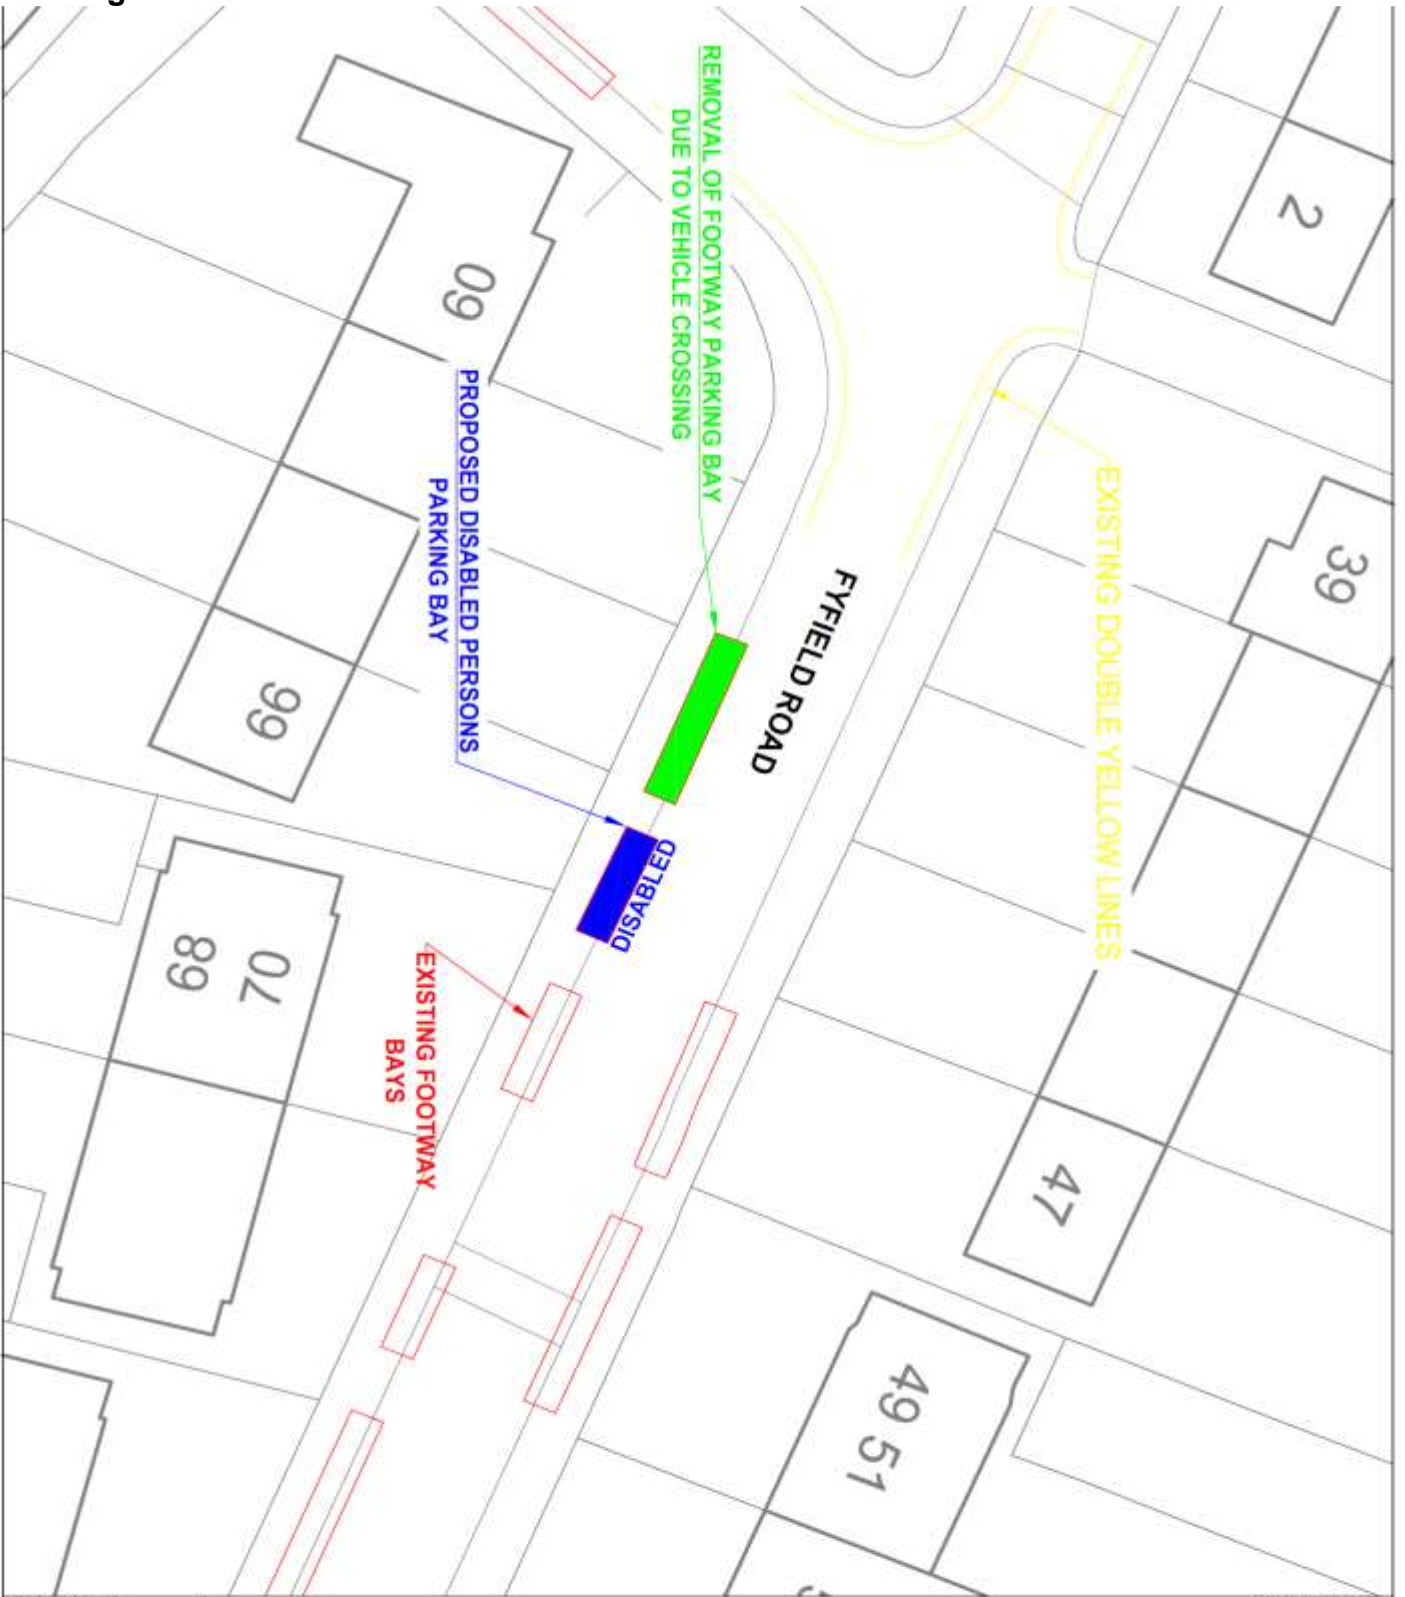 2
39
47
49 51
EXISTING DOUBLE YELLOW LINES
FYFIELD ROAD
REMOVAL OF FOOTWAY PARKING BAY
DUE TO VEHICLE CROSSING
DISABLED
PROPOSED DISABLED PERSONS
PARKING BAY
EXISTING FOOTWAY
BAYS
60
66
70
68